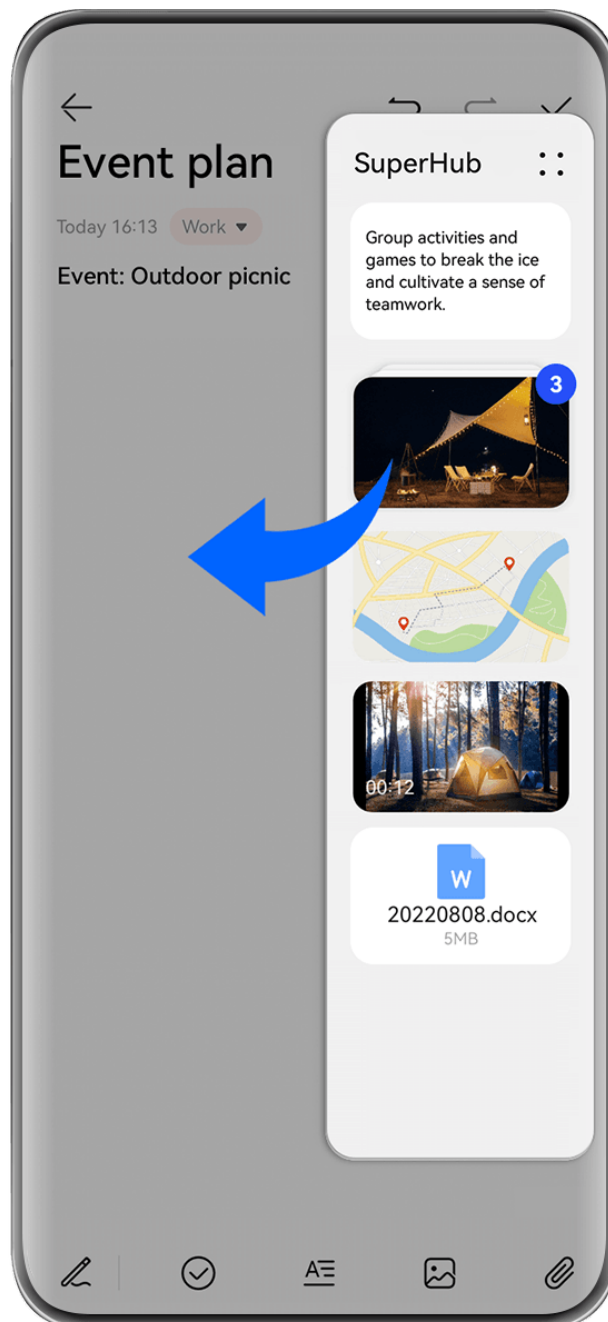 Event plan
Today 16:13 Work
Event: Outdoor picnic
SuperHub
Group activities and
games to break the ice
and cultivate a sense of
teamwork.
3
00:12
W
20220808.docx
5MB
A